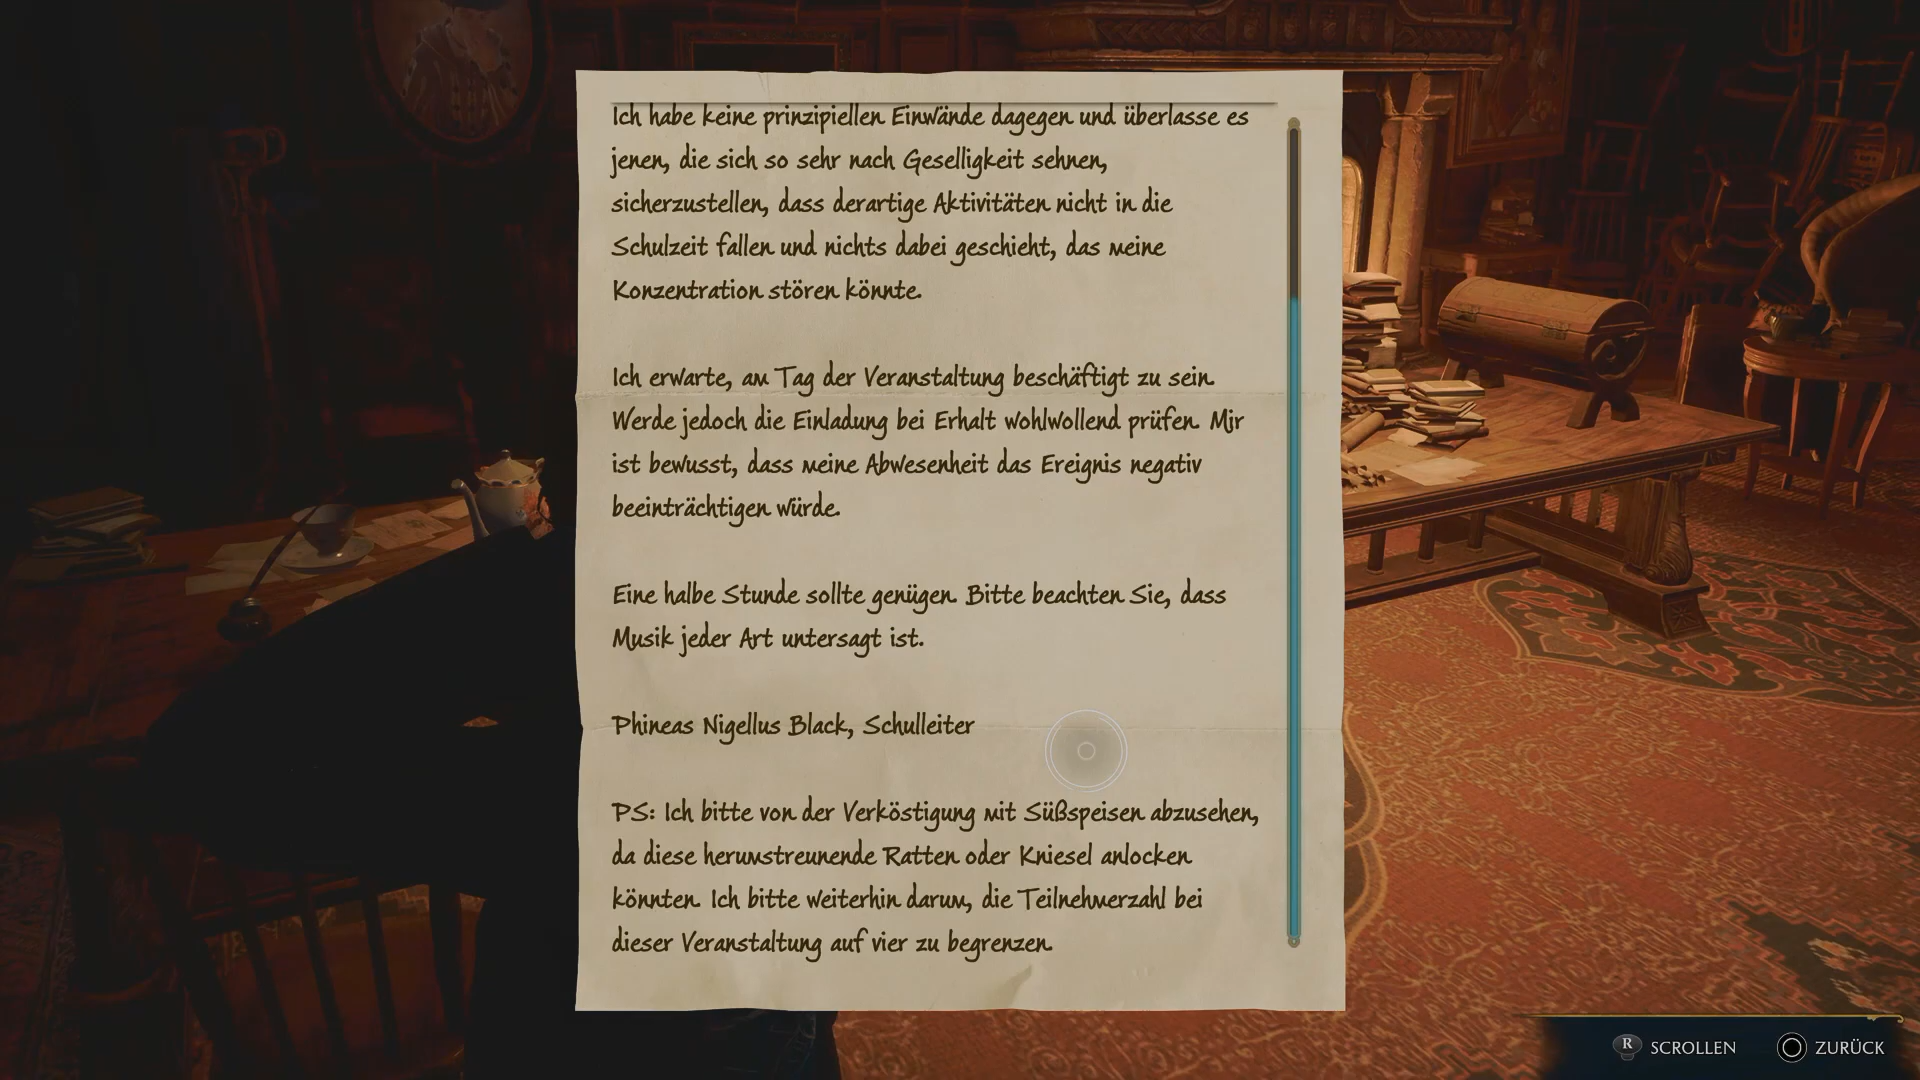 Ich habe keine prinzipiellen Einwände dagegen und überlasse es
jenen, die sich so sehr nach Geselligkeit sehnen,
sicherzustellen, dass derartige Aktivitäten nicht in die
Schulzeit fallen und nichts dabei geschieht, das meine
Konzentration stören könnte.
Ich erwarte, am Tag der Veranstaltung beschäftigt zu sein.
Werde jedoch die Einladung bei Erhalt wohlwollend prüfen. Mir
ist bewusst, dass meine Abwesenheit das Ereignis negativ
beeinträchtigen würde.
Eine halbe Stunde sollte genügen. Bitte beachten Sie, dass
Musik jeder Art untersagt ist.
Phineas Nigellus Black, Schulleiter
PS: Ich bitte von der Verköstigung mit Süßspeisen abzusehen,
da diese herumstreunende Ratten oder Kniesel anlocken
könnten. Ich bitte weiterhin darum, die Teilnehmerzahl bei
dieser Veranstaltung auf vier zu begrenzen.
R SCROLLEN ZURÜCK